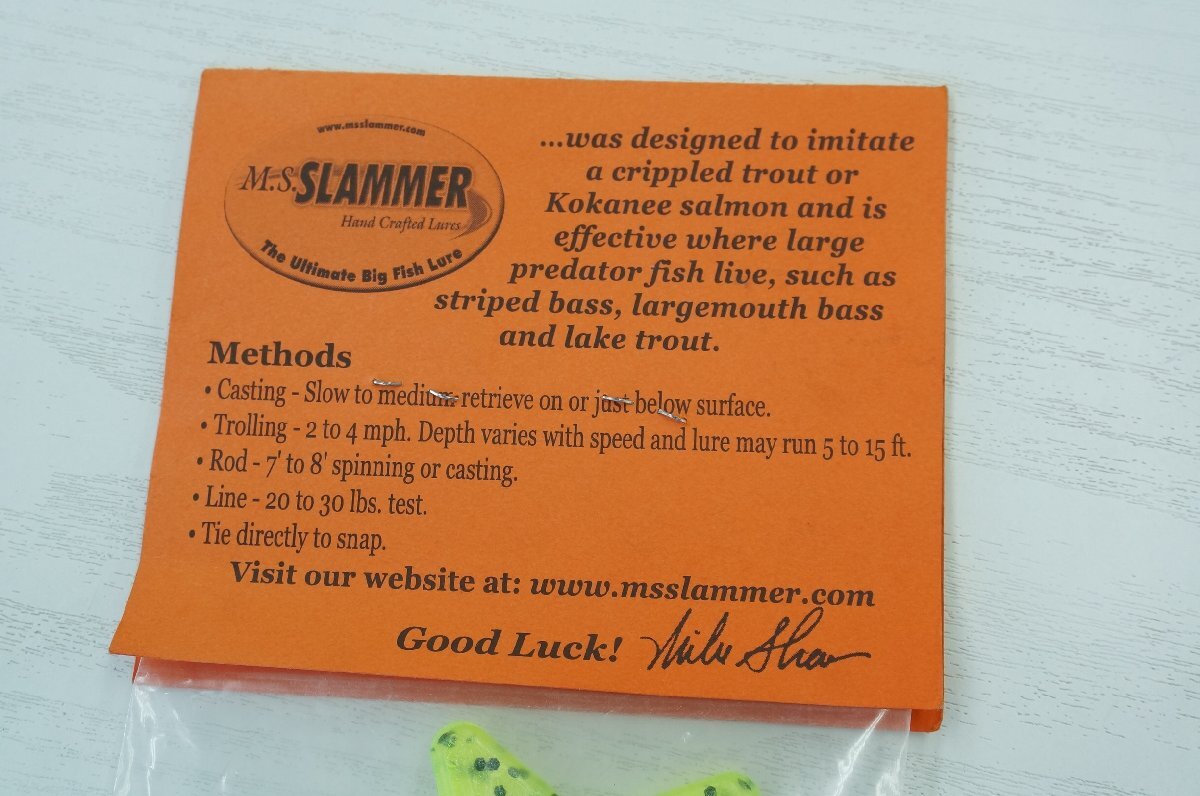 www.msslammer.com
M.S.SLAMMER
Hand Crafted Lures
The Ultimate Big Fish Lure
...was designed to imitate
a crippled trout or
Kokanee salmon and is
effective where large
predator fish live, such as
striped bass, largemouth bass
and lake trout.
Methods
• Casting - Slow to medium retrieve on or just below surface.
• Trolling - 2 to 4 mph. Depth varies with speed and lure may run 5 to 15 ft.
• Rod - 7' to 8' spinning or casting.
• Line - 20 to 30 lbs. test.
• Tie directly to snap.
Visit our website at: www.msslammer.com
Good Luck! Mike Shaw